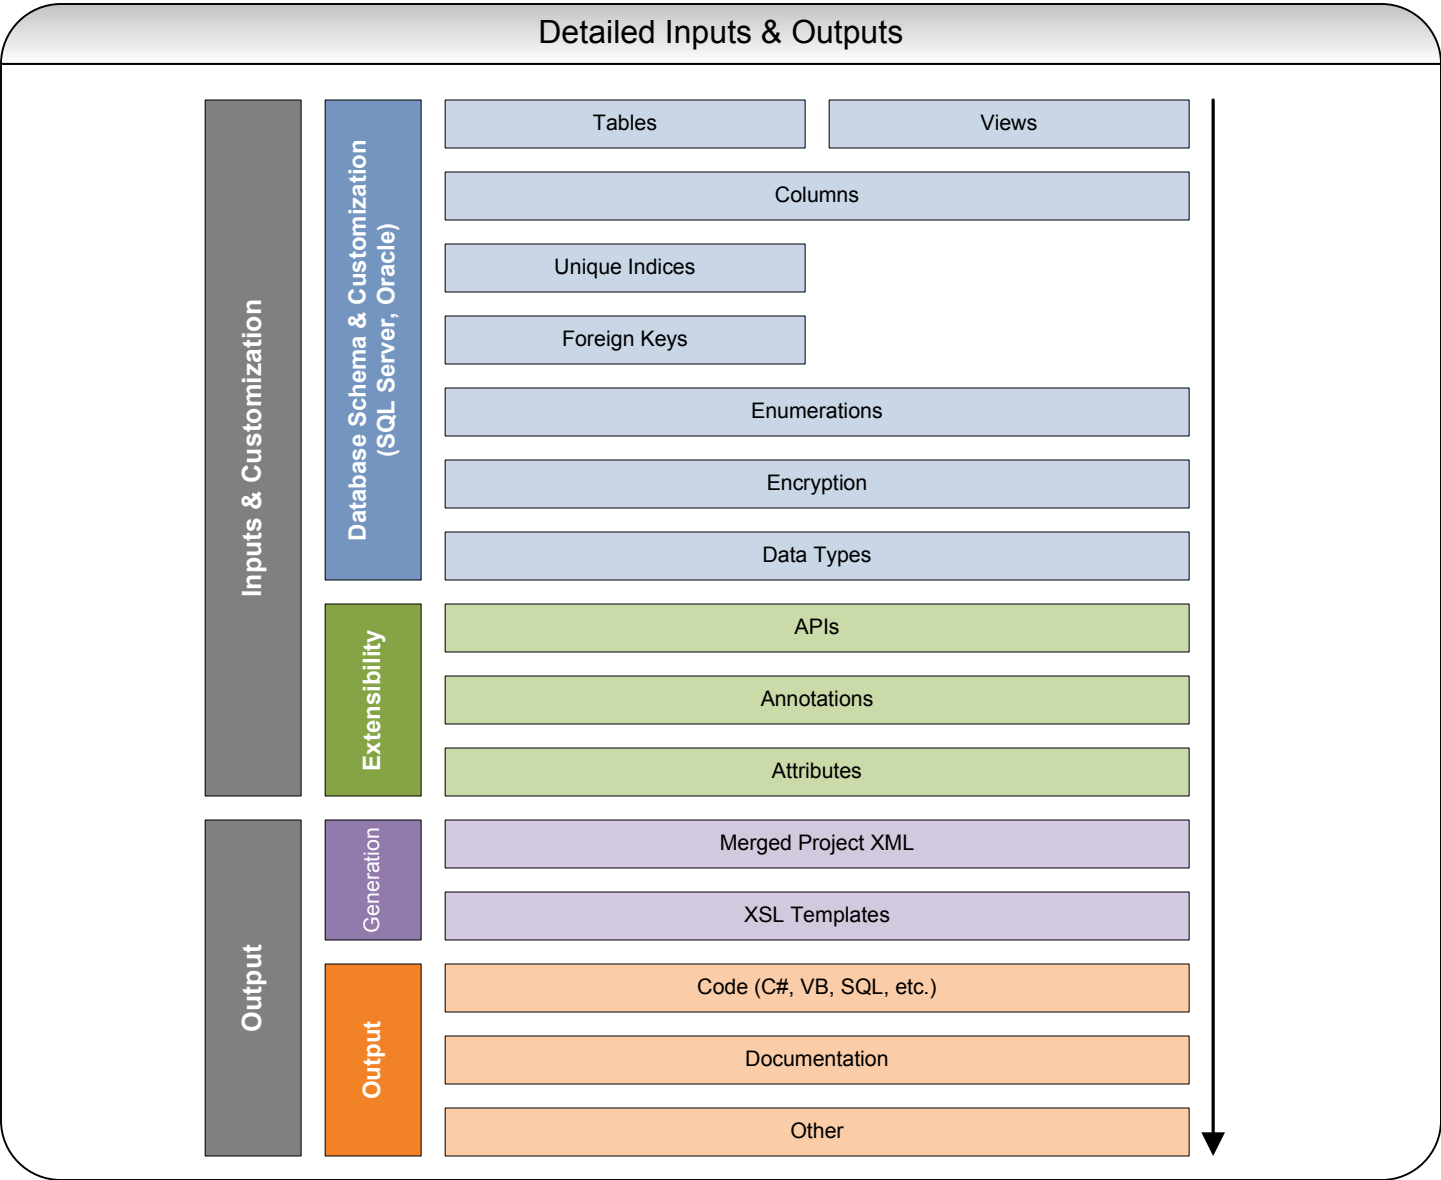 Detailed Inputs & Outputs
Inputs & Customization
Database Schema & Customization
(SQL Server, Oracle)
Tables
Views
Columns
Unique Indices
Foreign Keys
Enumerations
Encryption
Data Types
Extensibility
APIs
Annotations
Attributes
Output
Generation
Merged Project XML
XSL Templates
Output
Code (C#, VB, SQL, etc.)
Documentation
Other